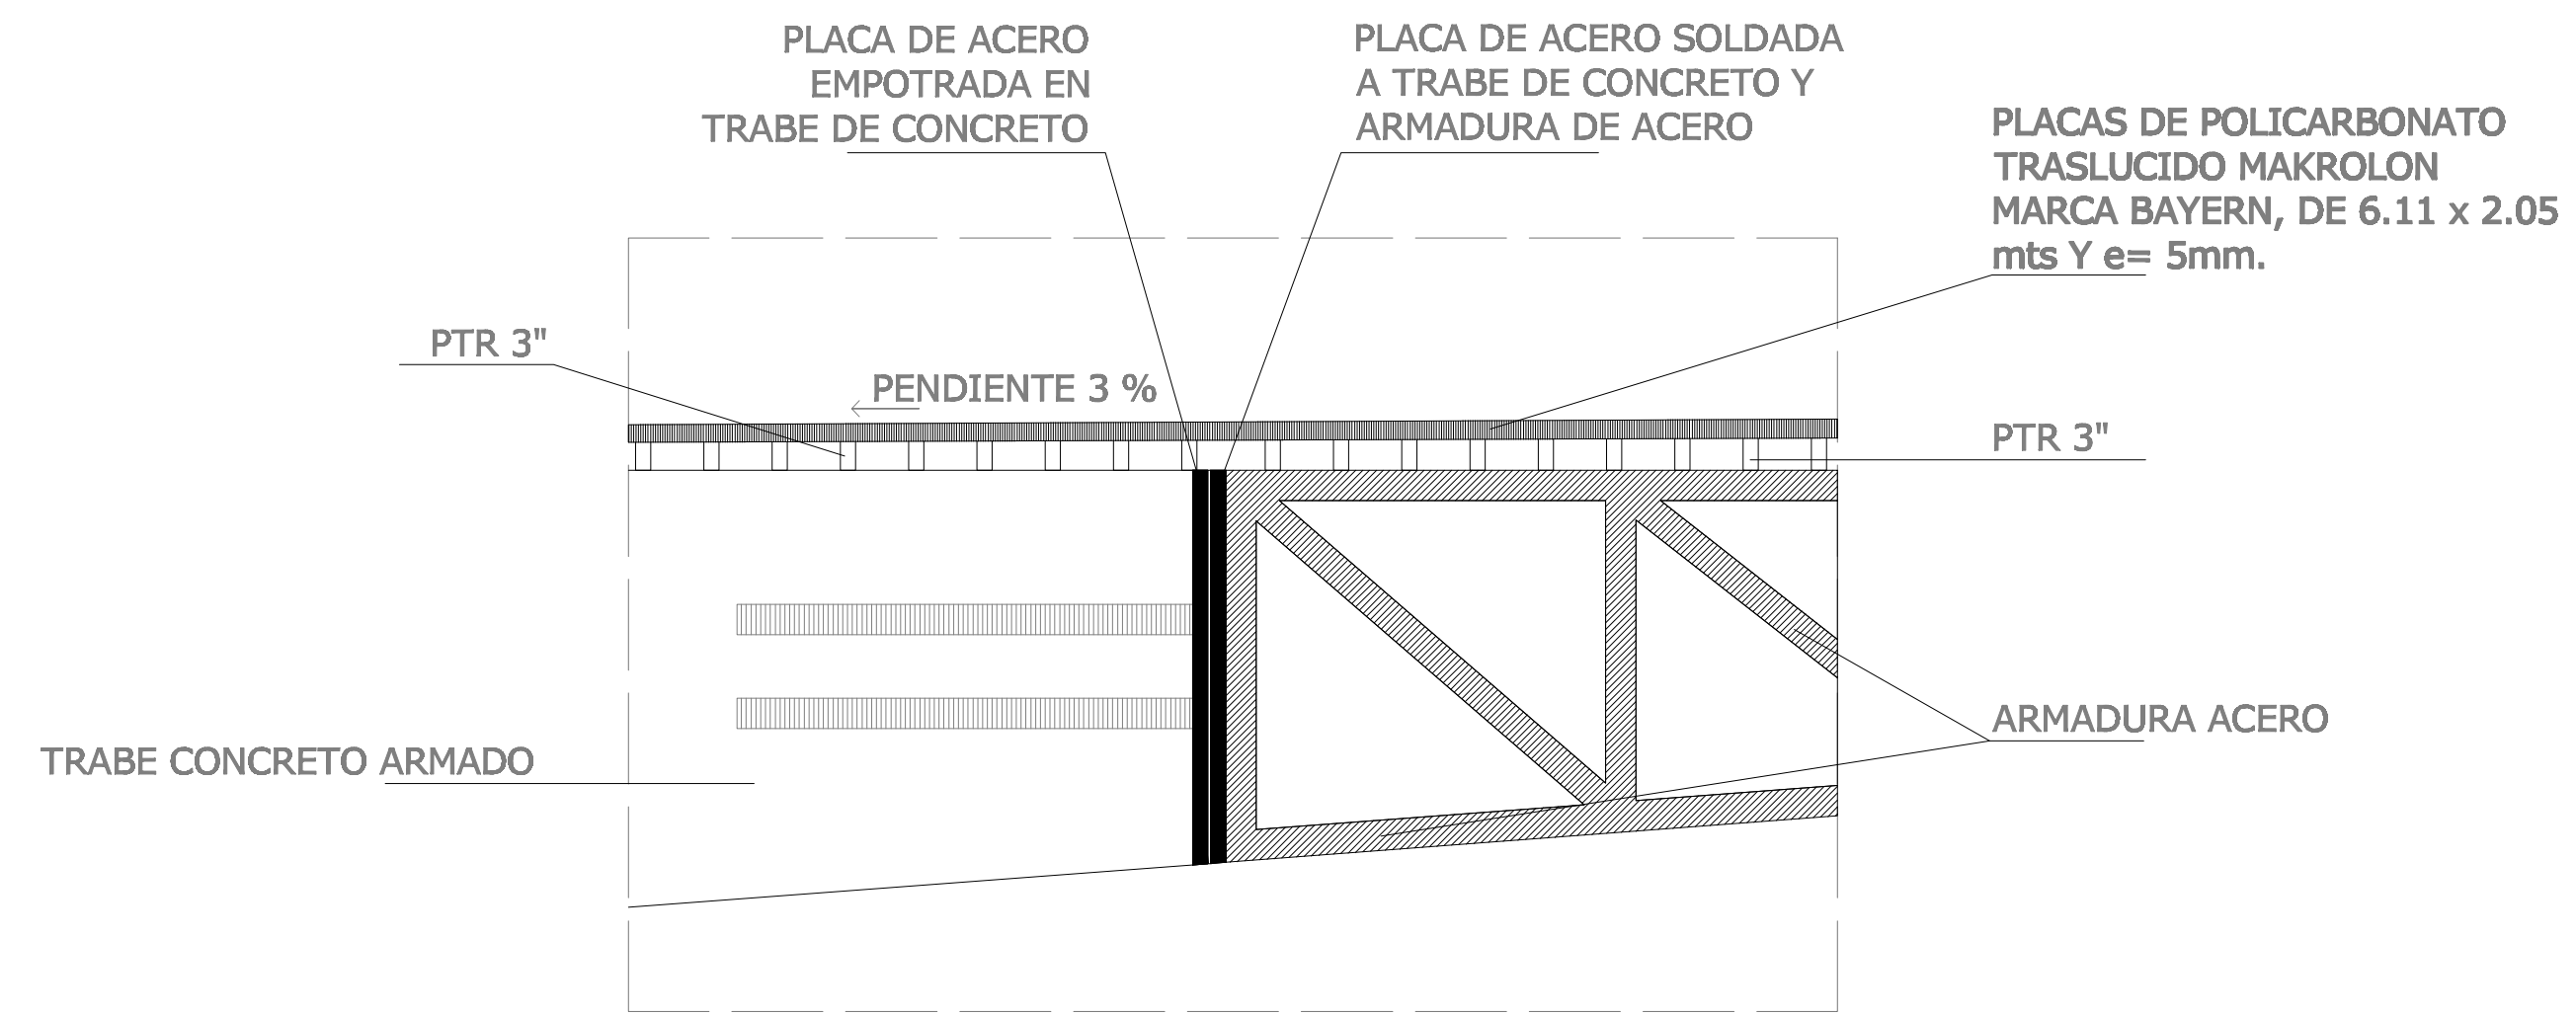 PLACA DE ACERO
EMPOTRADA EN
TRABE DE CONCRETO
PLACA DE ACERO SOLDADA
A TRABE DE CONCRETO Y
ARMADURA DE ACERO
PLACAS DE POLICARBONATO
TRASLUCIDO MAKROLON
MARCA BAYERN, DE 6.11 x 2.05
mts Y e= 5mm.
PTR 3"
PENDIENTE 3 %
PTR 3"
ARMADURA ACERO
TRABE CONCRETO ARMADO